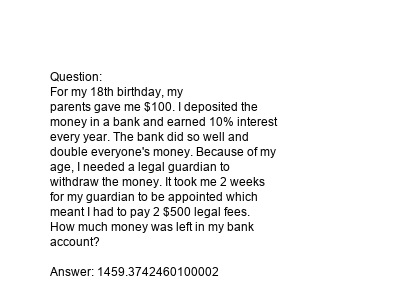 Question:
For my 18th birthday, my
parents gave me $100. I deposited the
money in a bank and earned 10% interest
every year. The bank did so well and
double everyone's money. Because of my
age, I needed a legal guardian to
withdraw the money. It took me 2 weeks
for my guardian to be appointed which
meant I had to pay 2 $500 legal fees.
How much money was left in my bank
account?
Answer: 1459.3742460100002